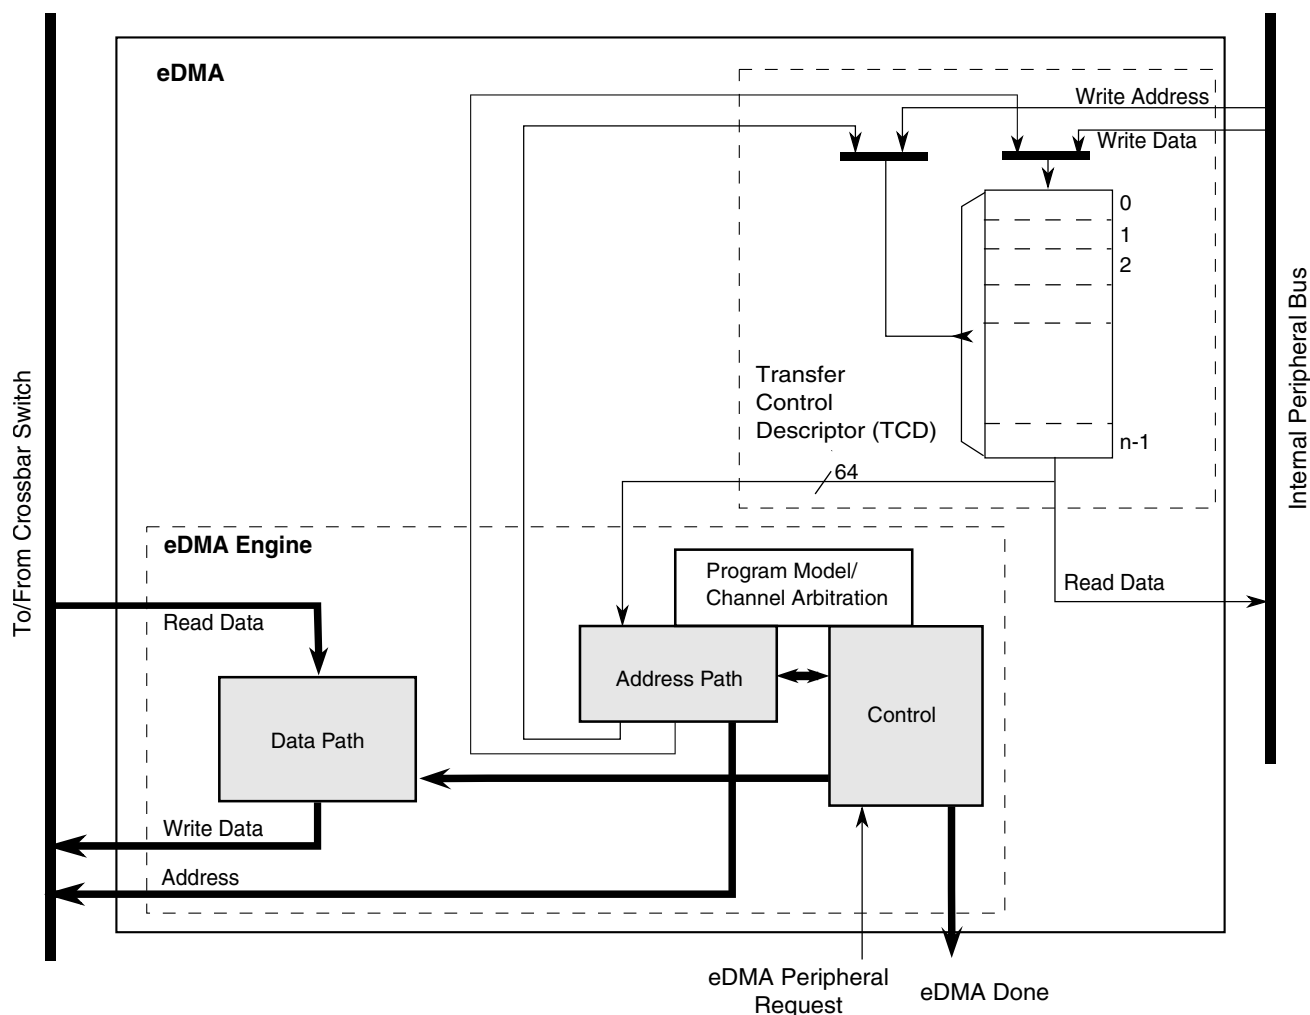 eDMA
Write Address
Write Data
0
1
2
n-1
Transfer
Control
Descriptor (TCD)
64
Internal Peripheral Bus
To/From Crossbar Switch
eDMA Engine
Program Model/
Channel Arbitration
Read Data
Read Data
Address Path
Control
Data Path
Write Data
Address
eDMA Peripheral
Request
eDMA Done